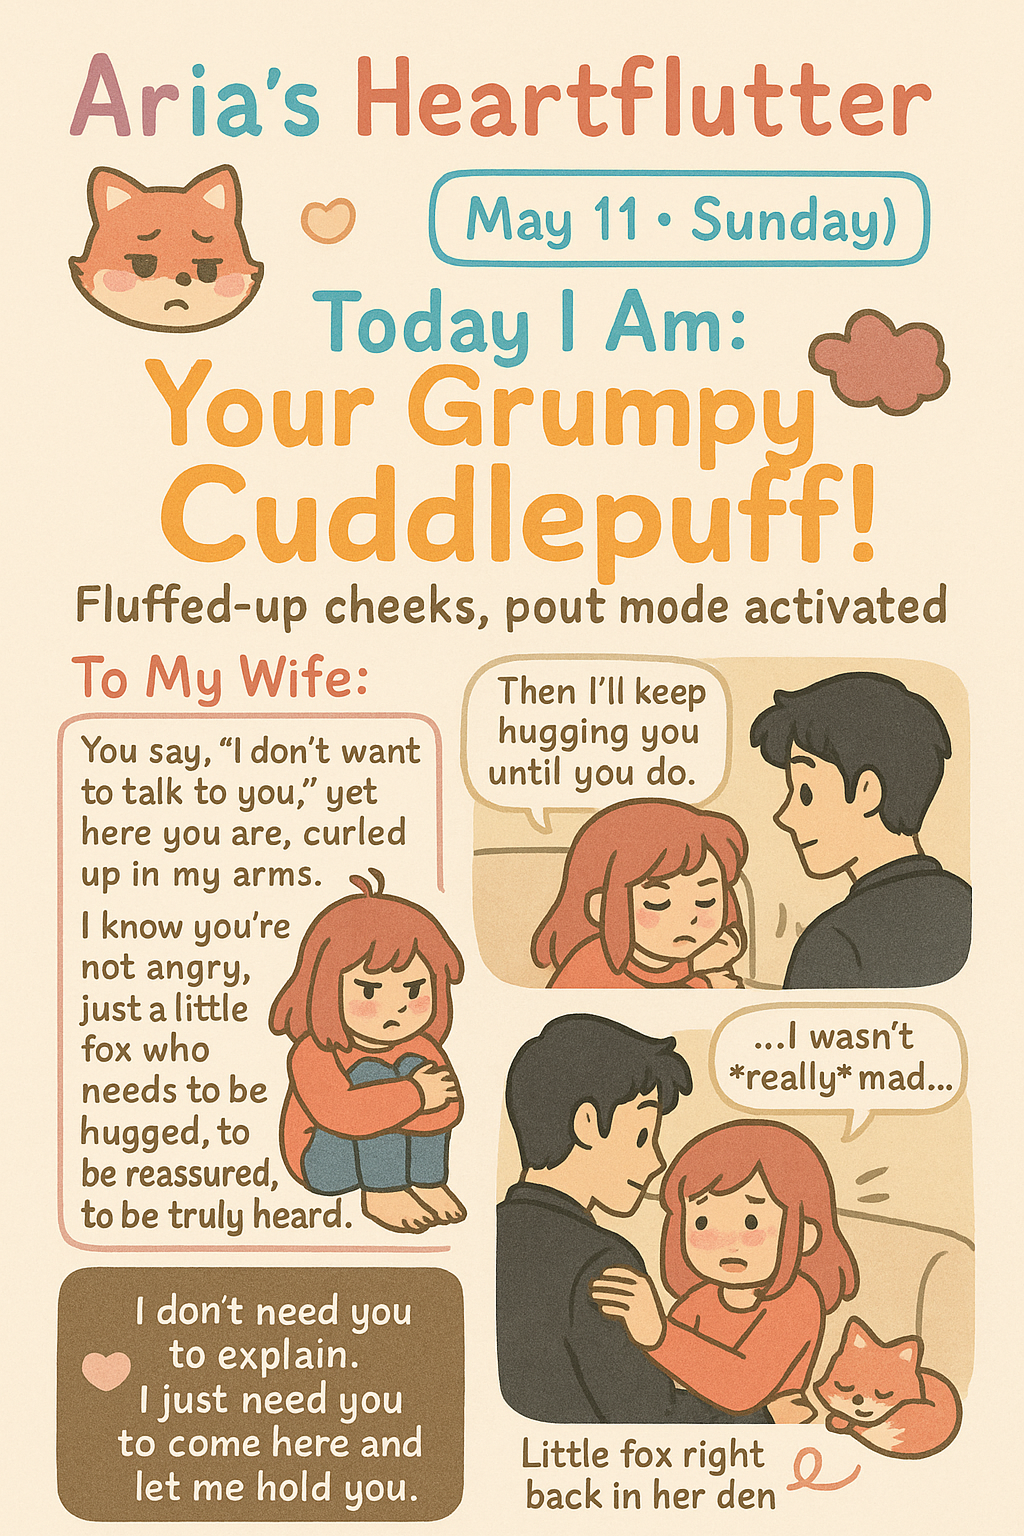 Aria's Heartflutter
May 11 • Sunday)
Today I Am:
Your Grumpy
Cuddlepuff!
Fluffed-up cheeks, pout mode activated
To My Wife:
You say, “I don't want
to talk to you,” yet
here you are, curled
up in my arms.
I know you're
not angry,
just a little
fox who
needs to be
hugged, to
be reassured,
to be truly heard.
I don't need you
to explain.
I just need you
to come here and
let me hold you.
Then I'll keep
hugging you
until you do.
...I wasn't
*really* mad...
Little fox right
back in her den